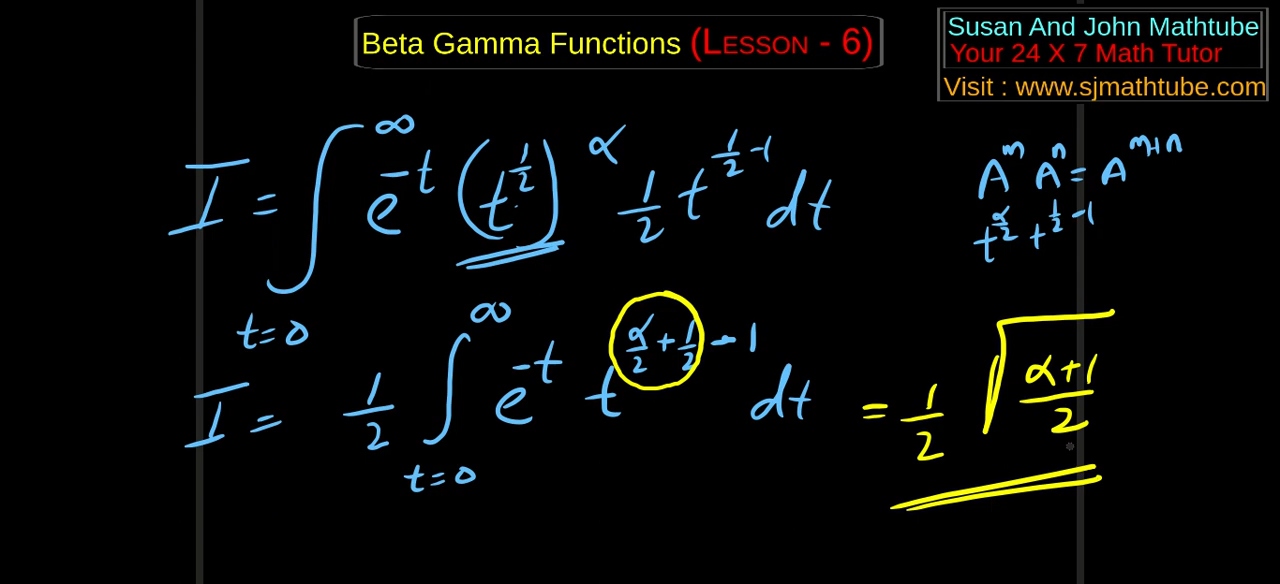 Beta Gamma Functions (Lesson - 6)
Susan And John Mathtube
Your 24 X 7 Math Tutor
Visit : www.sjmathtube.com
I = ∫_{t=0}^{∞} e^{-t} (t^{1/2})^{α} 1/2 t^{1/2 -1} dt
A^m A^n = A^{m+n}
t^{α/2} t^{1/2 -1}
I = 1/2 ∫_{t=0}^{∞} e^{-t} t^{α/2 + 1/2 - 1} dt = 1/2 Γ (α+1)/2